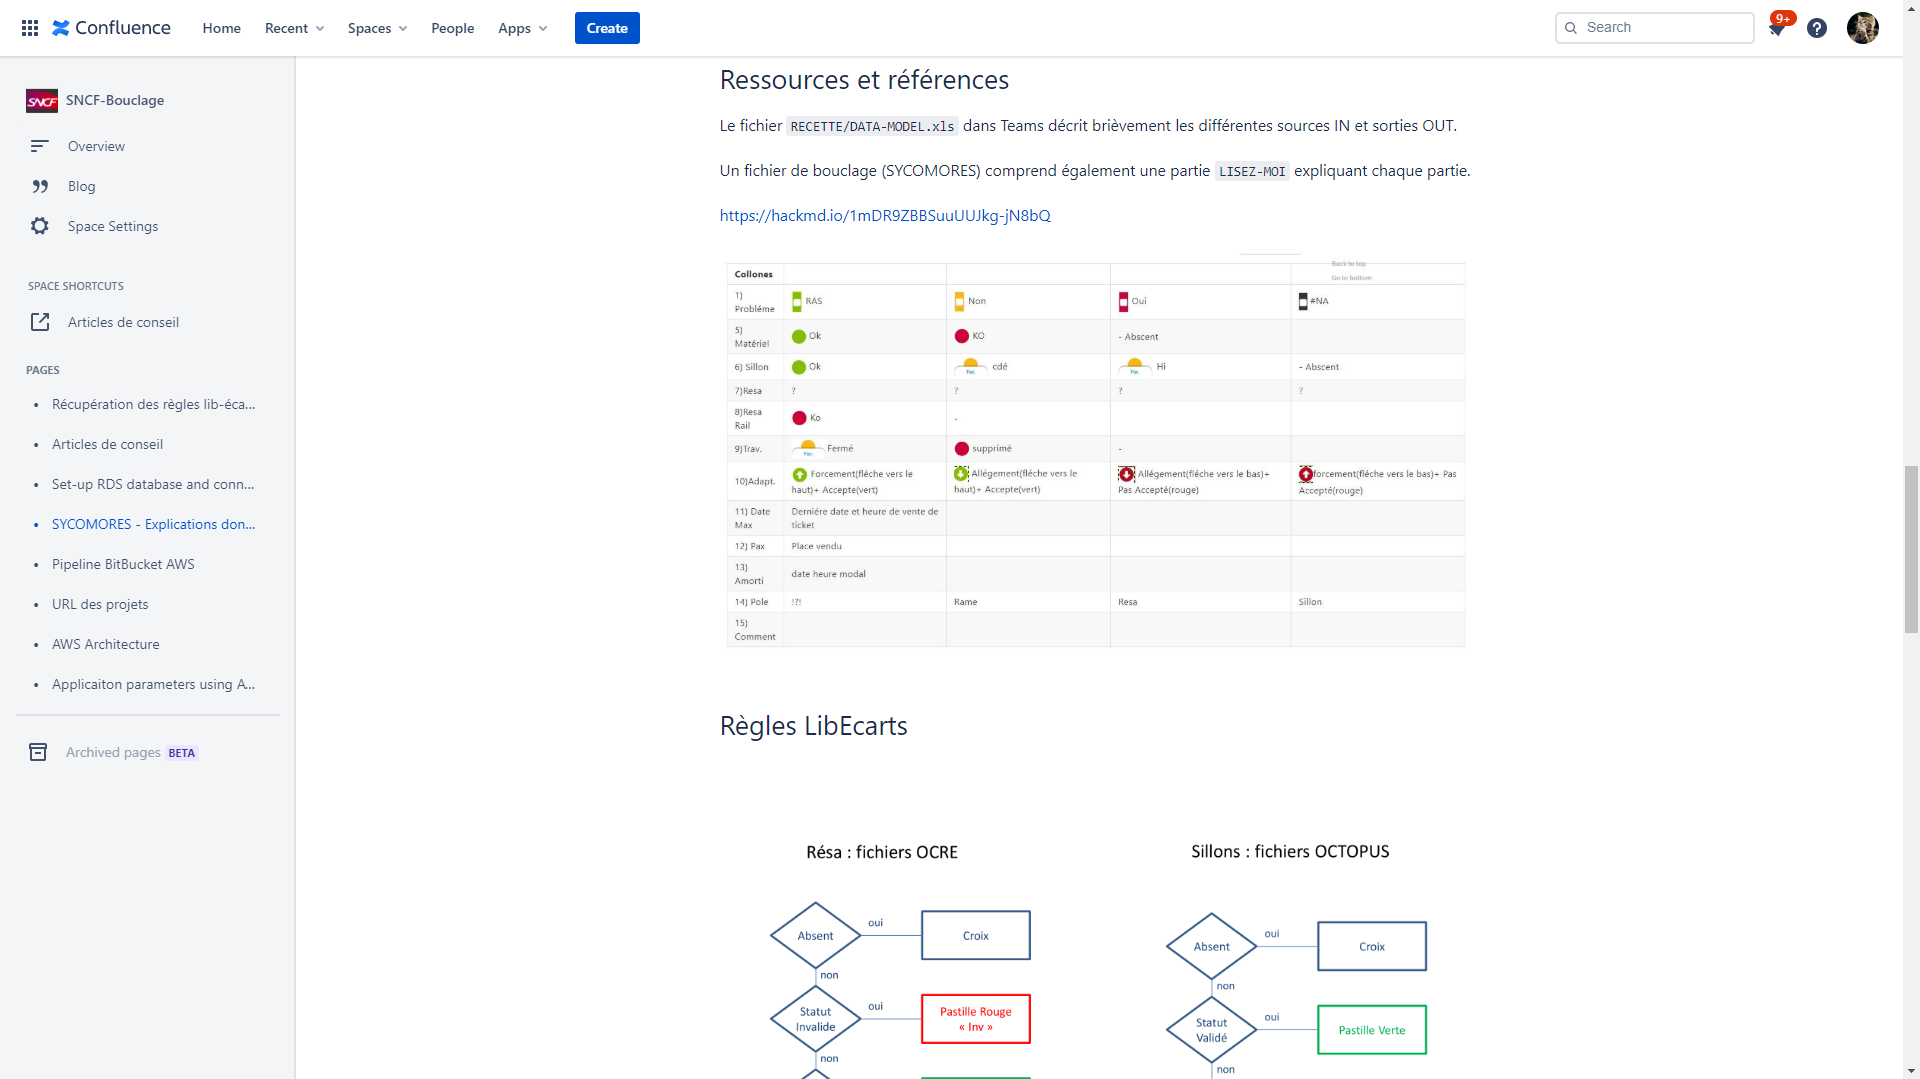 Confluence
Home
Recent
Spaces
People
Apps
Create
Search
9+
SNCF
SNCF-Bouclage
Overview
Blog
Space Settings
SPACE SHORTCUTS
Articles de conseil
PAGES
Récupération des règles lib-éca...
Articles de conseil
Set-up RDS database and conn...
SYCOMORES - Explications don...
Pipeline BitBucket AWS
URL des projets
AWS Architecture
Applicaiton parameters using A...
Archived pages BETA
Ressources et références
Le fichier RECETTE/DATA-MODEL.xls dans Teams décrit brièvement les différentes sources IN et sorties OUT.
Un fichier de bouclage (SYCOMORES) comprend également une partie LISEZ-MOI expliquant chaque partie.
https://hackmd.io/1mDR9ZBBSuuUUJkg-jN8bQ
Back to top
Go to bottom
Collones
1) Probléme RAS Non Oui #NA
5) Matériel Ok KO - Abscent
6) Sillon Ok Fac. cdé Fac. Hi - Abscent
7)Resa ? ? ? ?
8)Resa Rail Ko -
9)Trav. Fac. Fermé supprimé -
10)Adapt. Forcement(fléche vers le haut)+ Accepte(vert) Allégement(fléche vers le haut)+ Accepte(vert) Allégement(fléche vers le bas)+ Pas Accepté(rouge) forcement(fléche vers le bas)+ Pas Accepté(rouge)
11) Date Max Derniére date et heure de vente de ticket
12) Pax Place vendu
13) Amorti date heure modal
14) Pole !?! Rame Resa Sillon
15) Comment
Règles LibEcarts
Résa : fichiers OCRE
Absent
oui
Croix
non
Statut
Invalide
oui
Pastille Rouge
« Inv »
non
Sillons : fichiers OCTOPUS
Absent
oui
Croix
non
Statut
Validé
oui
Pastille Verte
non